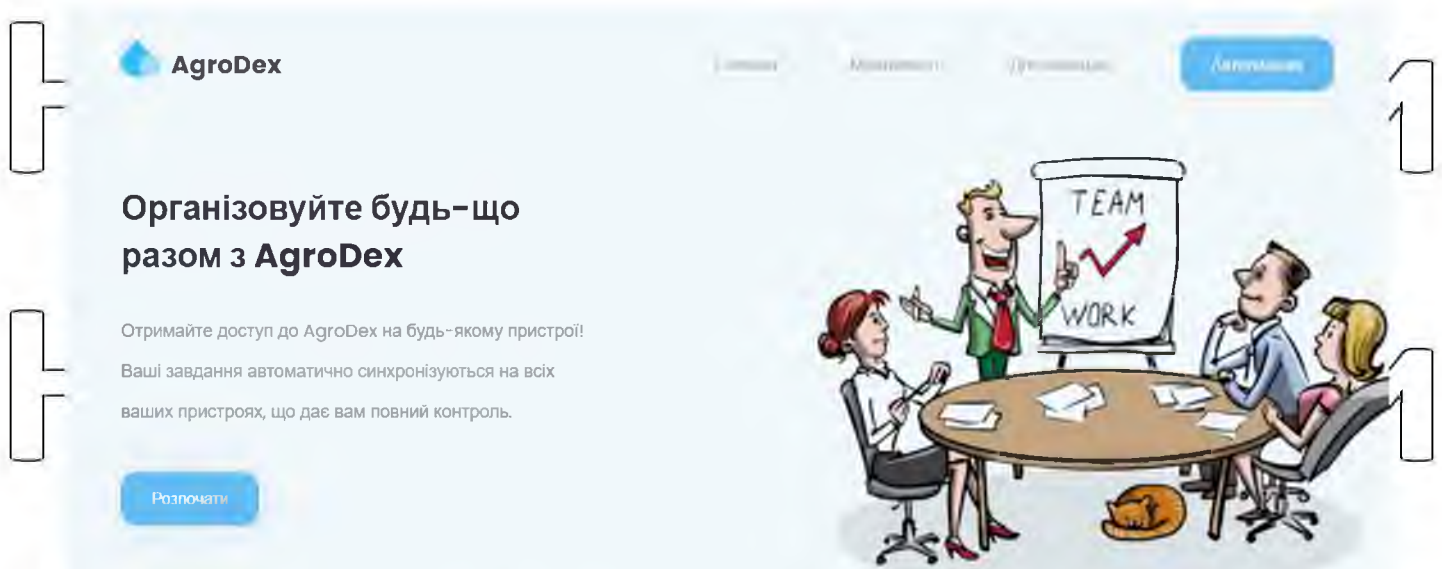 AgroDex
Організовуйте будь-що
разом з AgroDex
Отримайте доступ до AgroDex на будь-якому пристрої!
Ваші завдання автоматично синхронізуються на всіх
ваших пристроях, що дає вам повний контроль.
Розпочати
TEAM
WORK